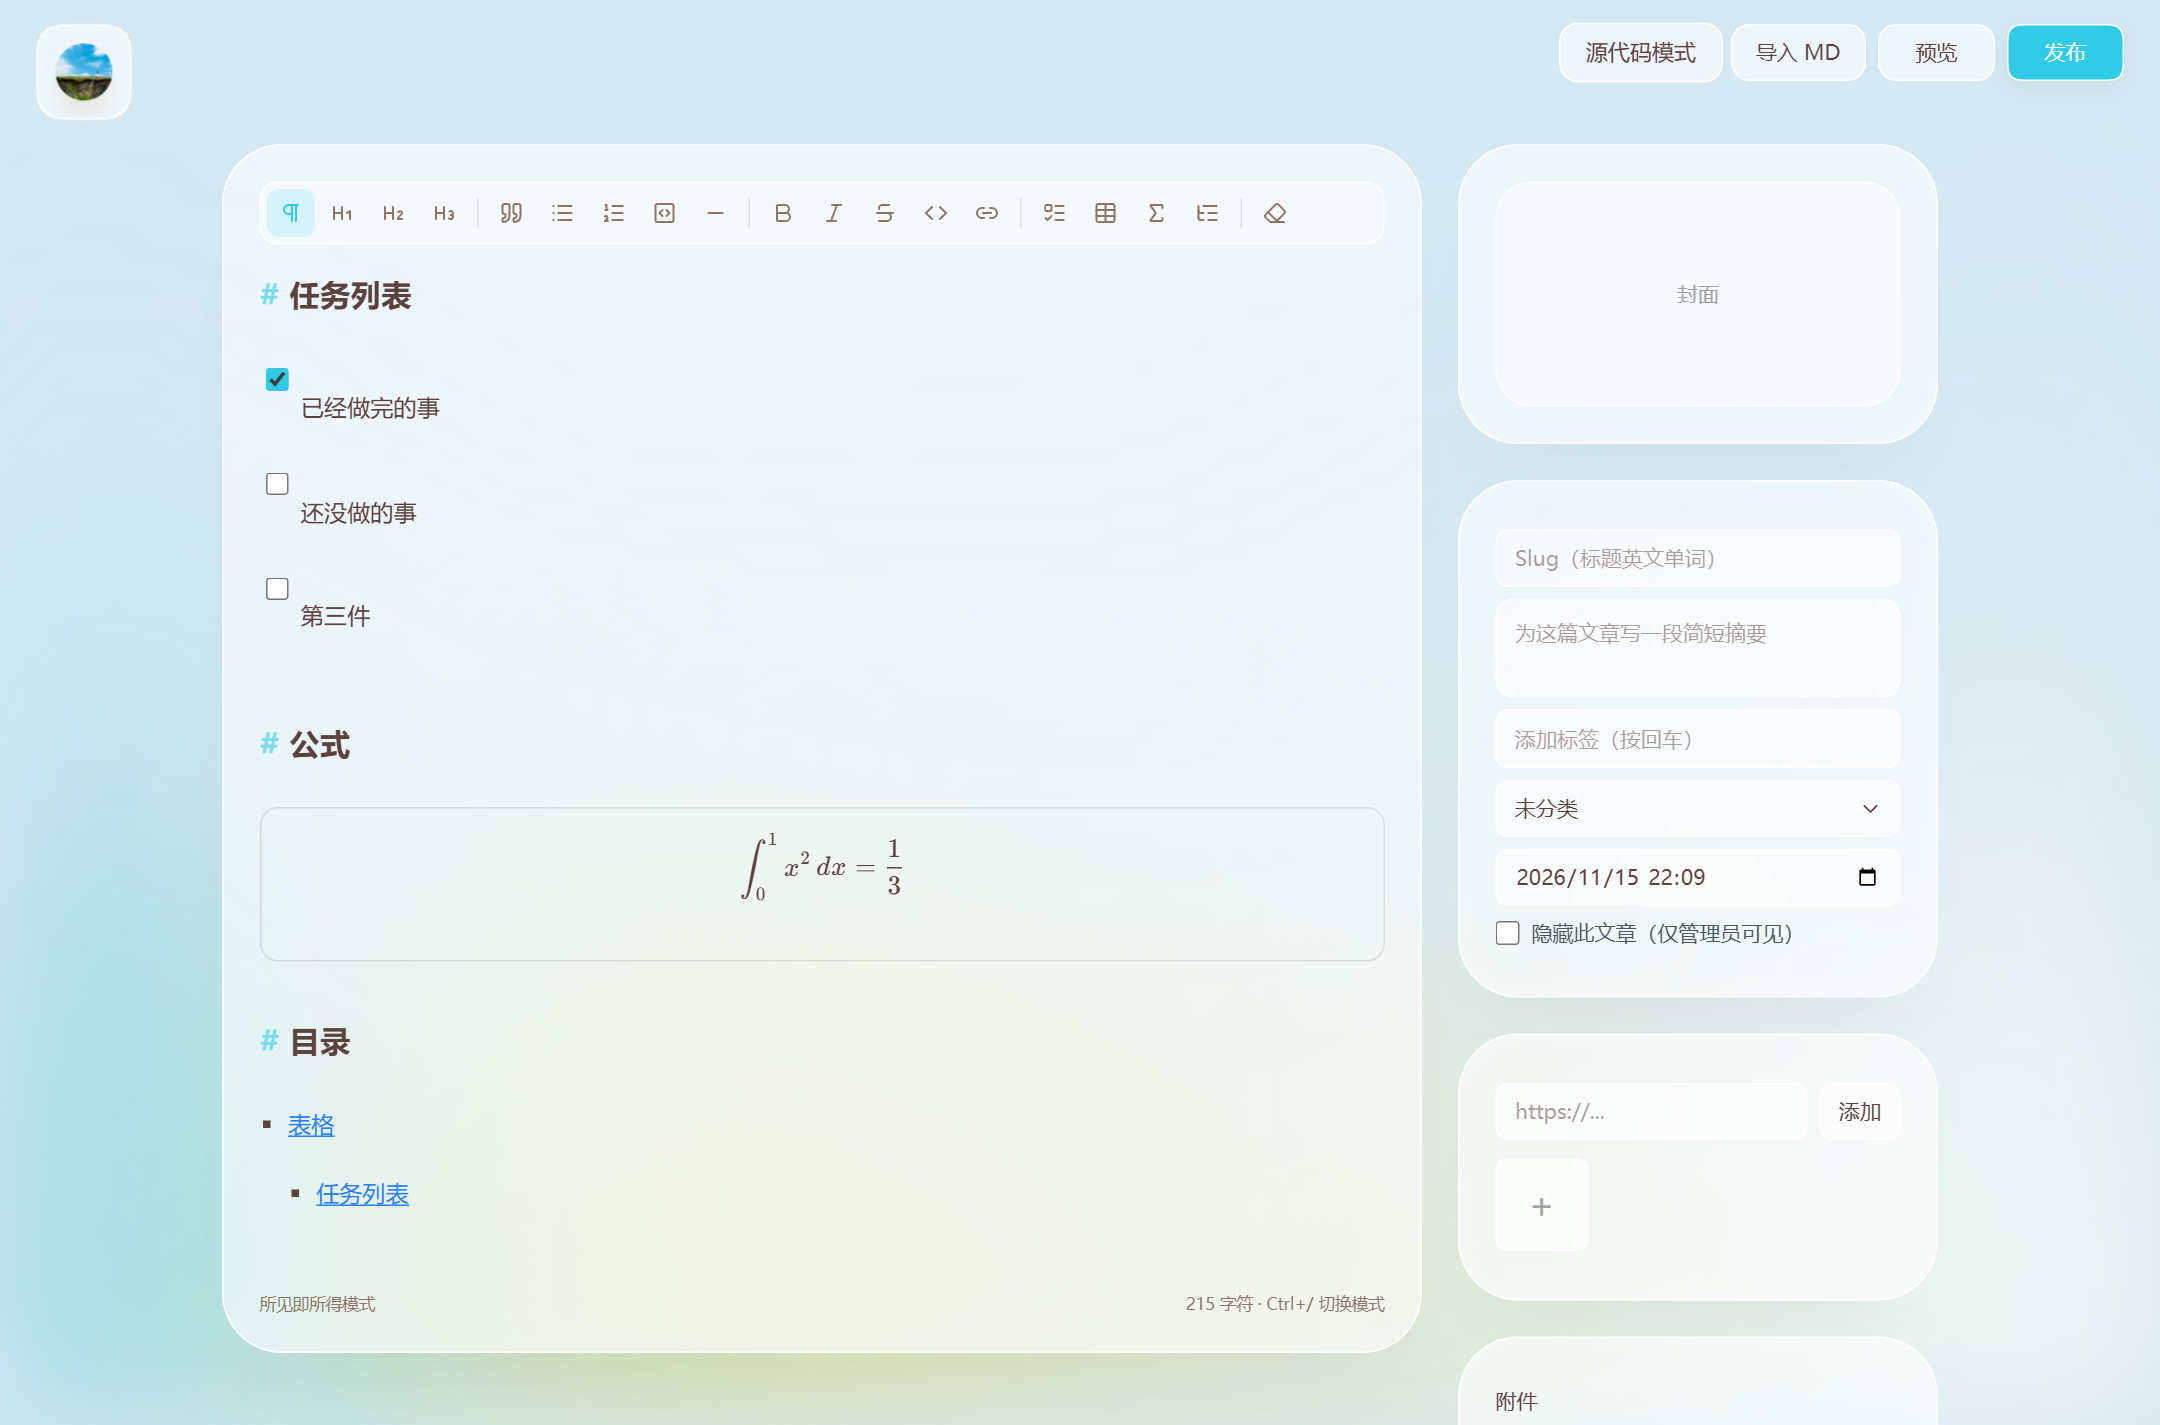 源代码模式 导入 MD 预览 发布
H1 H2 H3
# 任务列表
已经做完的事
还没做的事
第三件
# 公式
∫₀¹ x² dx = 1/3
# 目录
表格
任务列表
所见即所得模式
215 字符 · Ctrl+/ 切换模式
封面
Slug（标题英文单词）
为这篇文章写一段简短摘要
添加标签（按回车）
未分类
2026/11/15 22:09
隐藏此文章（仅管理员可见）
https://... 添加
+
附件